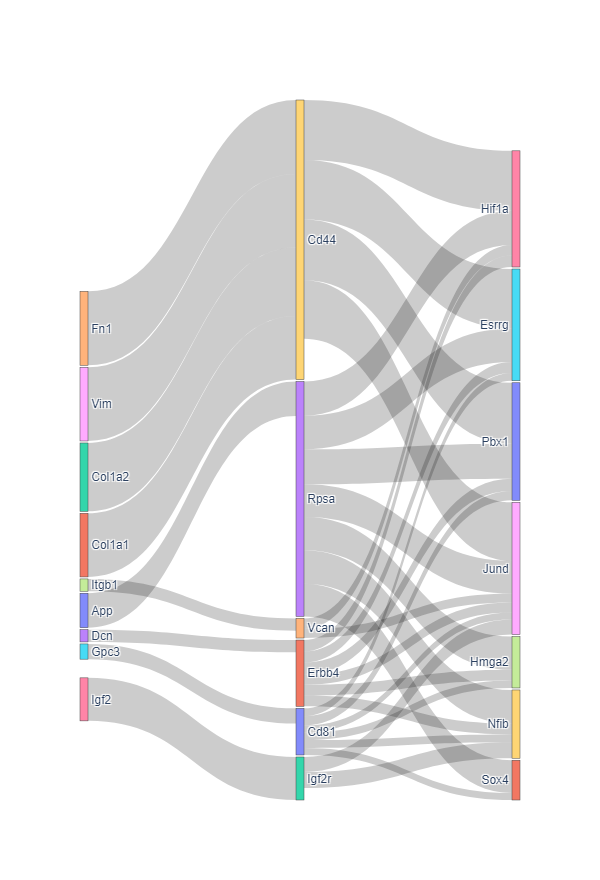 Fn1
Vim
Col1a2
Col1a1
Itgb1
App
Dcn
Gpc3
Igf2
Cd44
Rpsa
Vcan
Erbb4
Cd81
Igf2r
Hif1a
Esrrg
Pbx1
Jund
Hmga2
Nfib
Sox4